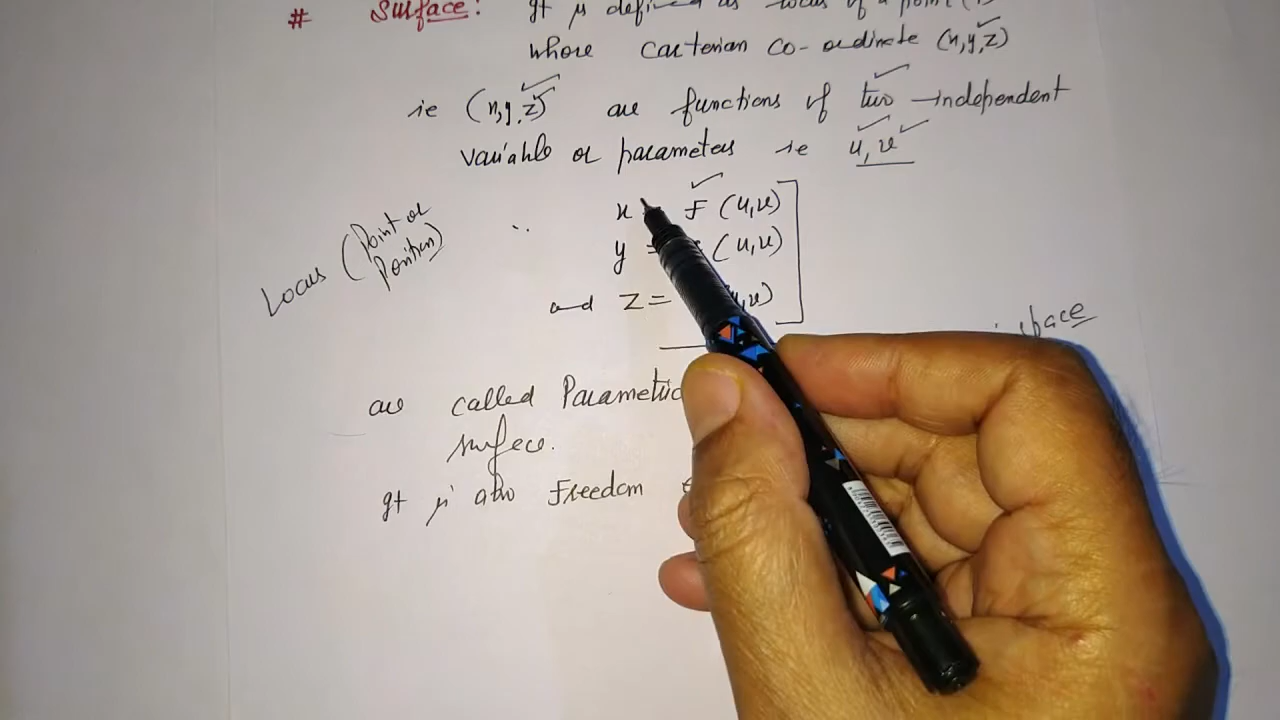 # Surface: It is defined as locus of a point
whose cartesian co-ordinate (x,y,z)
ie (x,y,z) are functions of two independent
variable or parameters ie u,v
Locus (Point or Position)
∴ x = F (u,v)
y = (u,v)
and z = u,v)
are called Parametric
surfece.
It is also Freedom